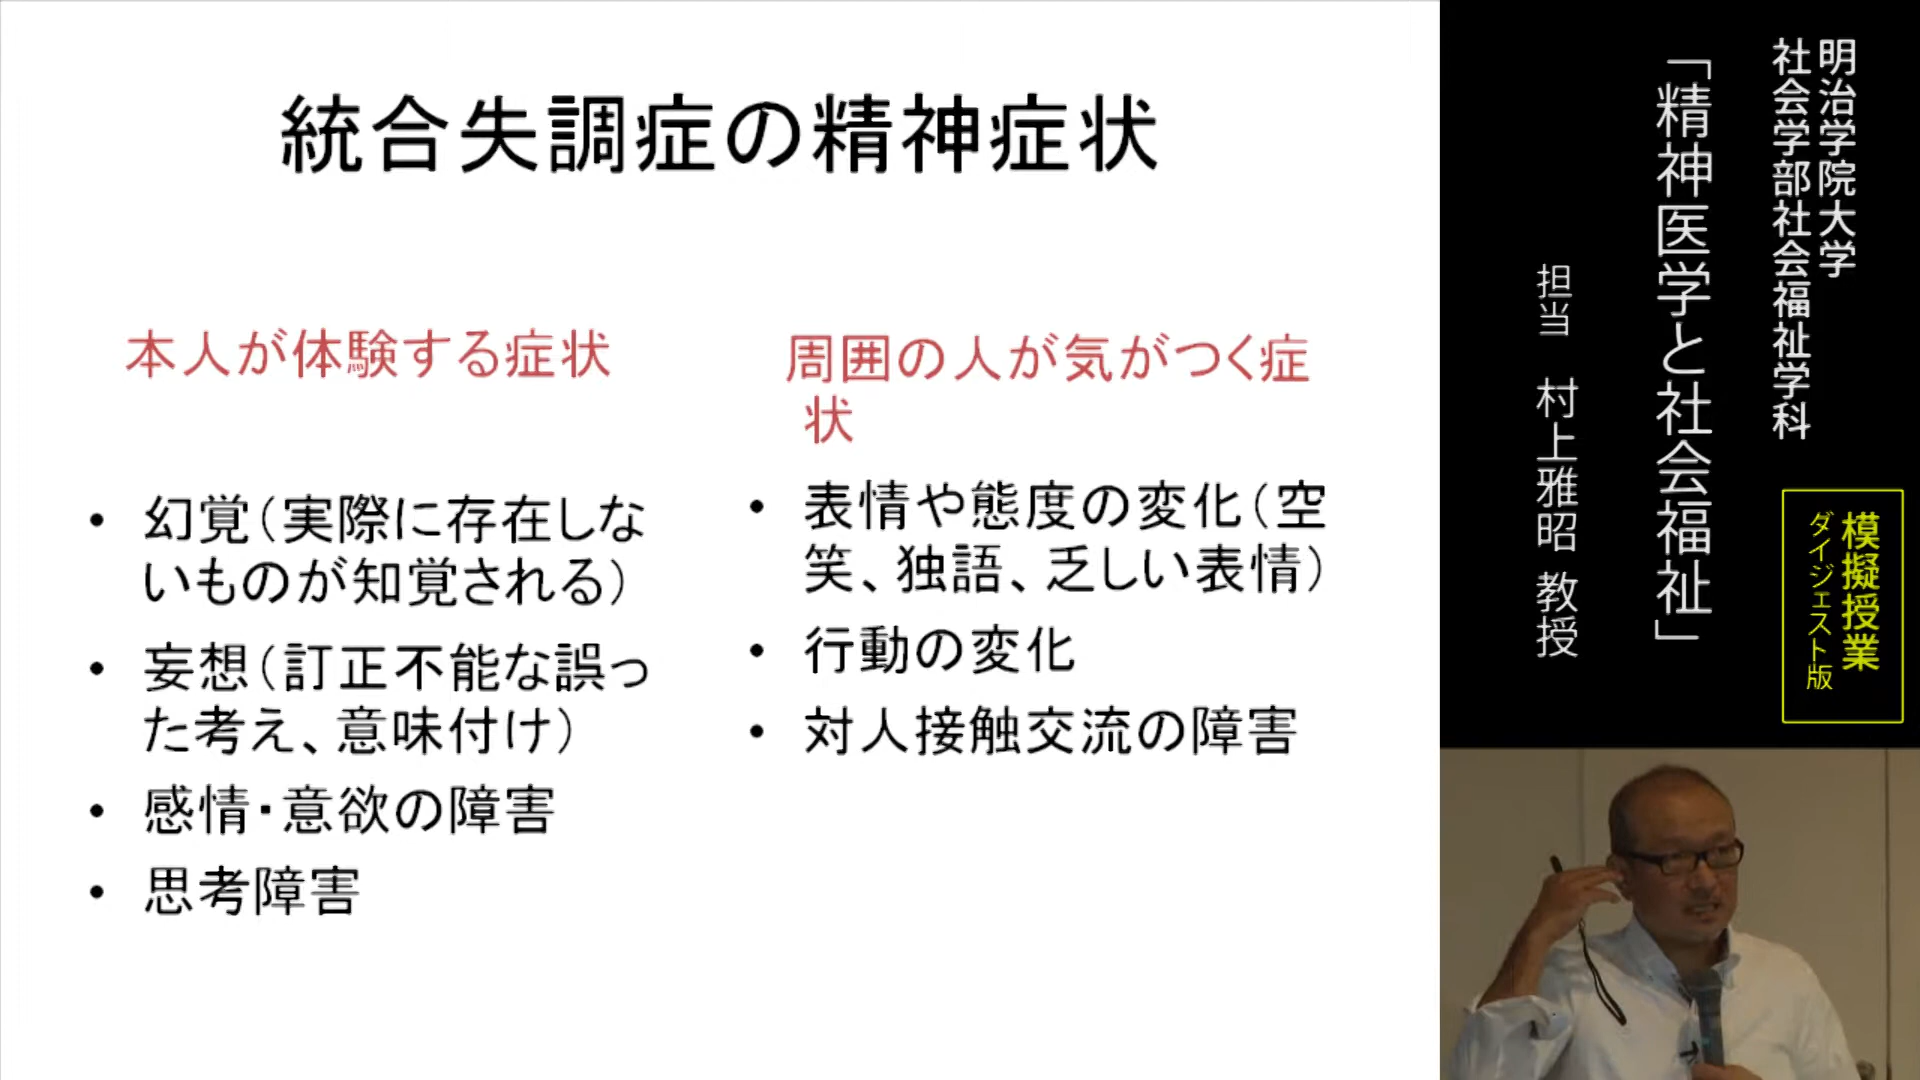 統合失調症の精神症状
本人が体験する症状
• 幻覚（実際に存在しな
いものが知覚される）
• 妄想（訂正不能な誤っ
た考え、意味付け）
• 感情・意欲の障害
• 思考障害
周囲の人が気がつく症
状
• 表情や態度の変化（空
笑、独語、乏しい表情）
• 行動の変化
• 対人接触交流の障害
明治学院大学
社会学部社会福祉学科
「精神医学と社会福祉」
担当　村上雅昭 教授
模擬授業
ダイジェスト版